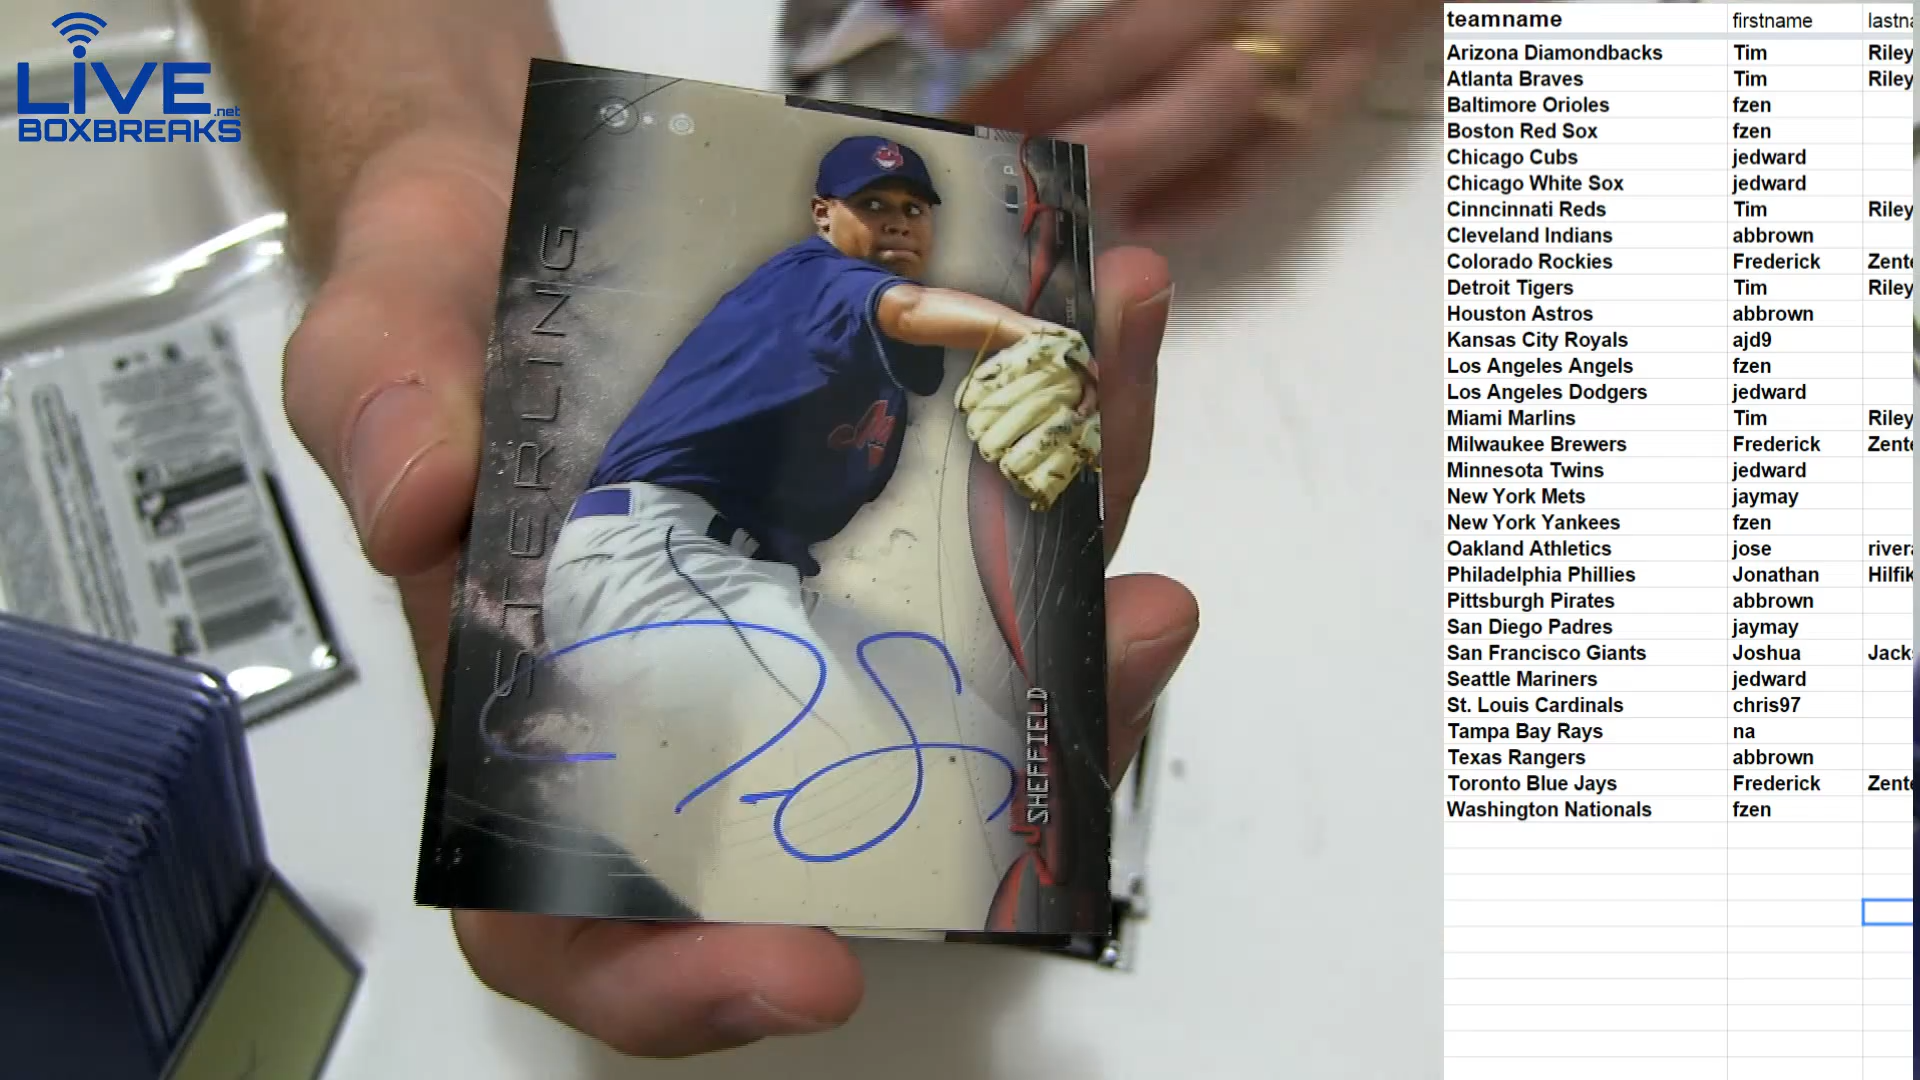 LiVE
.net
BOXBREAKS
STERLING
SHEFFIELD
teamname firstname
Arizona Diamondbacks Tim Riley
Atlanta Braves Tim Riley
Baltimore Orioles fzen
Boston Red Sox fzen
Chicago Cubs jedward
Chicago White Sox jedward
Cinncinnati Reds Tim Riley
Cleveland Indians abbrown
Colorado Rockies Frederick Zente
Detroit Tigers Tim Riley
Houston Astros abbrown
Kansas City Royals ajd9
Los Angeles Angels fzen
Los Angeles Dodgers jedward
Miami Marlins Tim Riley
Milwaukee Brewers Frederick Zente
Minnesota Twins jedward
New York Mets jaymay
New York Yankees fzen
Oakland Athletics jose rivera
Philadelphia Phillies Jonathan Hilfik
Pittsburgh Pirates abbrown
San Diego Padres jaymay
San Francisco Giants Joshua Jack
Seattle Mariners jedward
St. Louis Cardinals chris97
Tampa Bay Rays na
Texas Rangers abbrown
Toronto Blue Jays Frederick Zente
Washington Nationals fzen